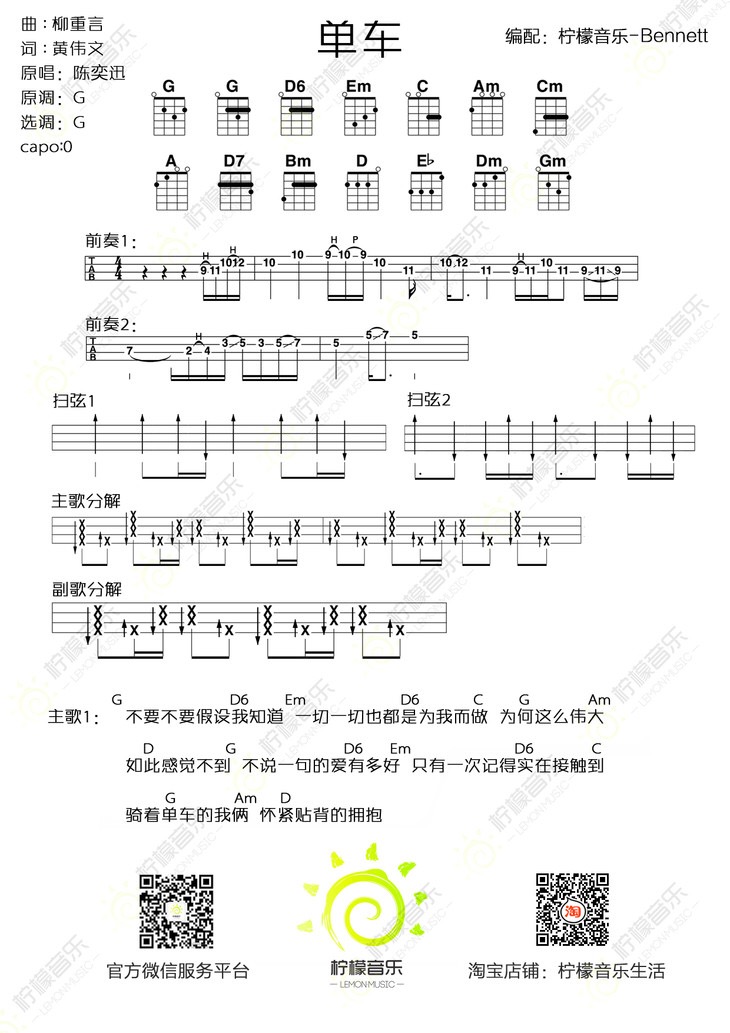 曲：柳重言
词：黄伟文
原唱：陈奕迅
原调：G
选调：G
capo:0
单车
编配：柠檬音乐-Bennett
G G D6 Em C Am Cm
A D7 Bm D E♭ Dm Gm
前奏1：
H H H P H
T A B 4 4 9 11 10 12 10 10 9 10 9 10 11 10 12 11 9 11 10 11 9 11 9
前奏2：
H
T A B 7 2 4 3 5 3 5 7 5 5 7 5
扫弦1 扫弦2
主歌分解
副歌分解
G D6 Em D6 C G Am
主歌1： 不要不要假设我知道 一切一切也都是为我而做 为何这么伟大
D G D6 Em D6 C
如此感觉不到 不说一句的爱有多好 只有一次记得实在接触到
G Am D
骑着单车的我俩 怀紧贴背的拥抱
淘
官方微信服务平台
柠檬音乐
LEMON MUSIC
淘宝店铺：柠檬音乐生活